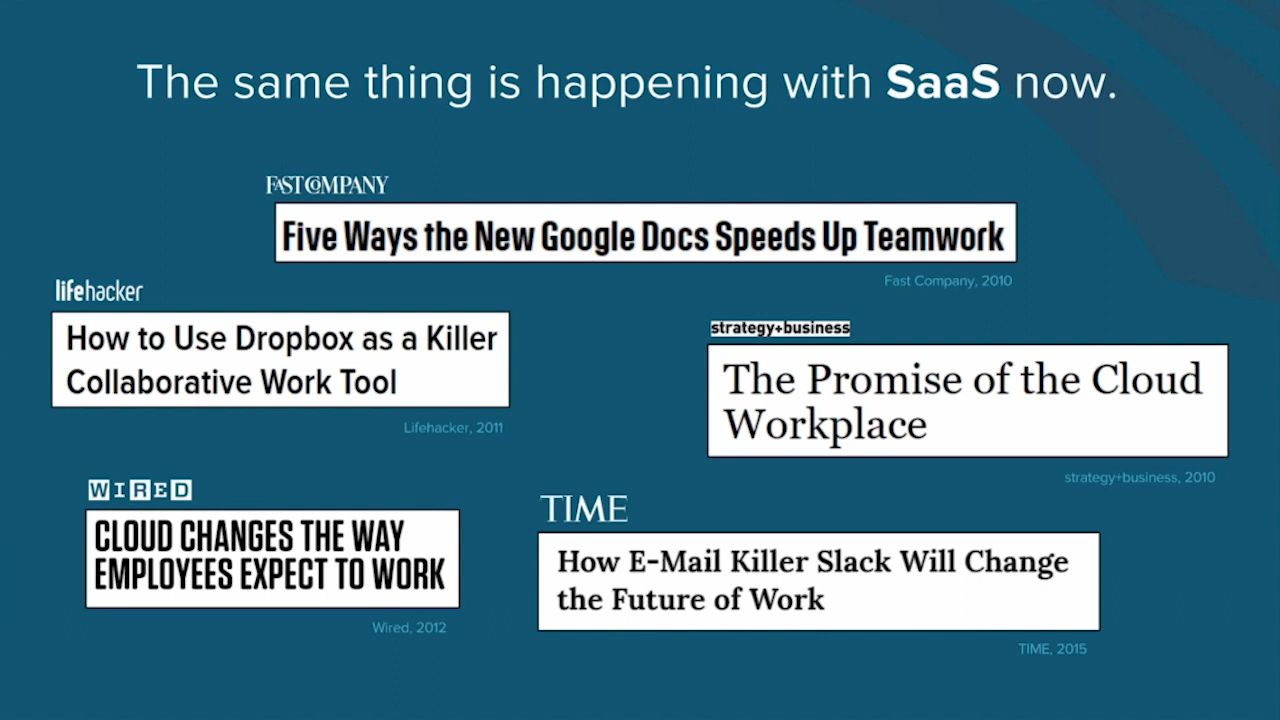 The same thing is happening with SaaS now.
FAST COMPANY
Five Ways the New Google Docs Speeds Up Teamwork
Fast Company, 2010
lifehacker
How to Use Dropbox as a Killer
Collaborative Work Tool
Lifehacker, 2011
strategy+business
The Promise of the Cloud
Workplace
strategy+business, 2010
WIRED
CLOUD CHANGES THE WAY
EMPLOYEES EXPECT TO WORK
Wired, 2012
TIME
How E-Mail Killer Slack Will Change
the Future of Work
TIME, 2015